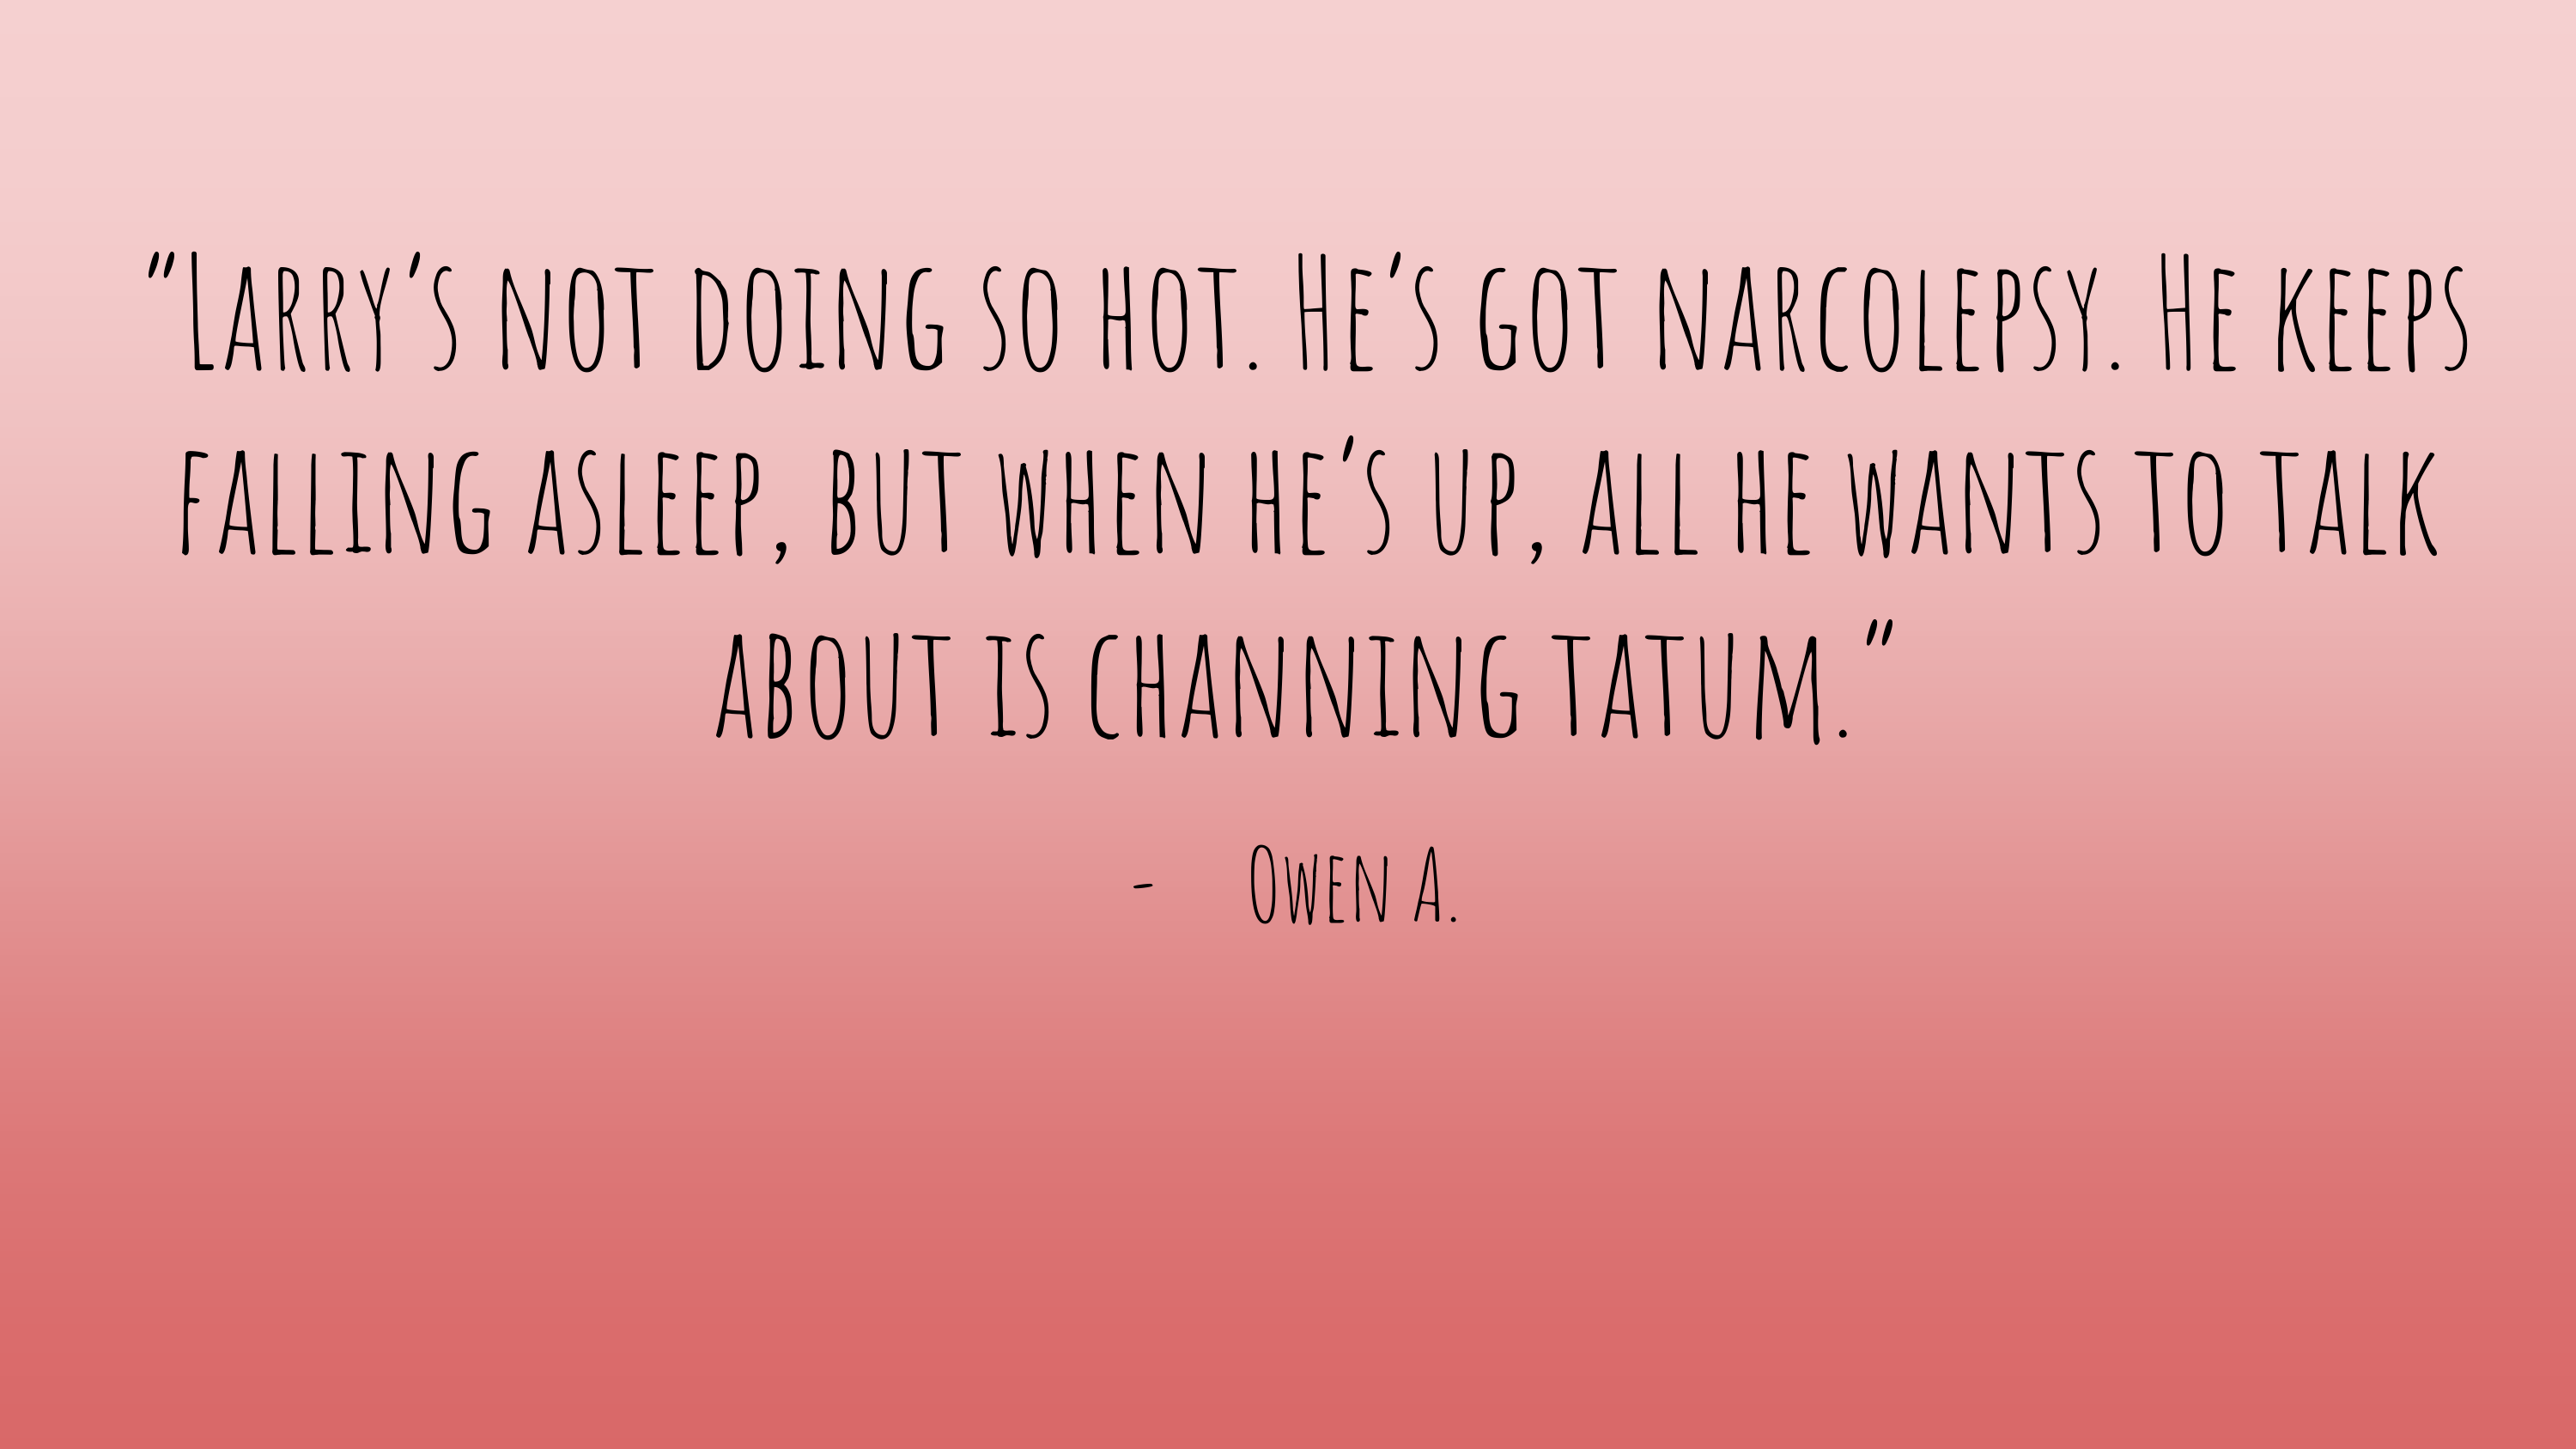 "Larry's not doing so hot. He's got narcolepsy. He keeps
falling asleep, but when he's up, all he wants to talk
about is channing tatum."
- Owen A.